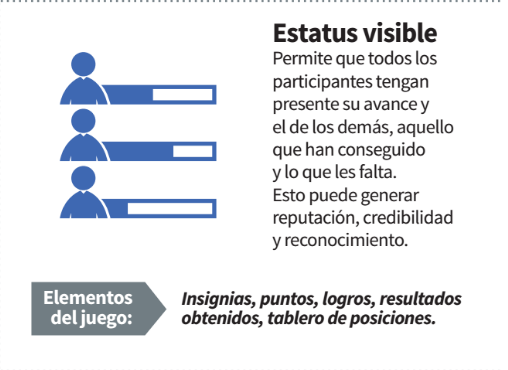 Estatus visible
Permite que todos los
participantes tengan
presente su avance y
el de los demás, aquello
que han conseguido
y lo que les falta.
Esto puede generar
reputación, credibilidad
y reconocimiento.
Elementos
del juego:
Insignias, puntos, logros, resultados
obtenidos, tablero de posiciones.